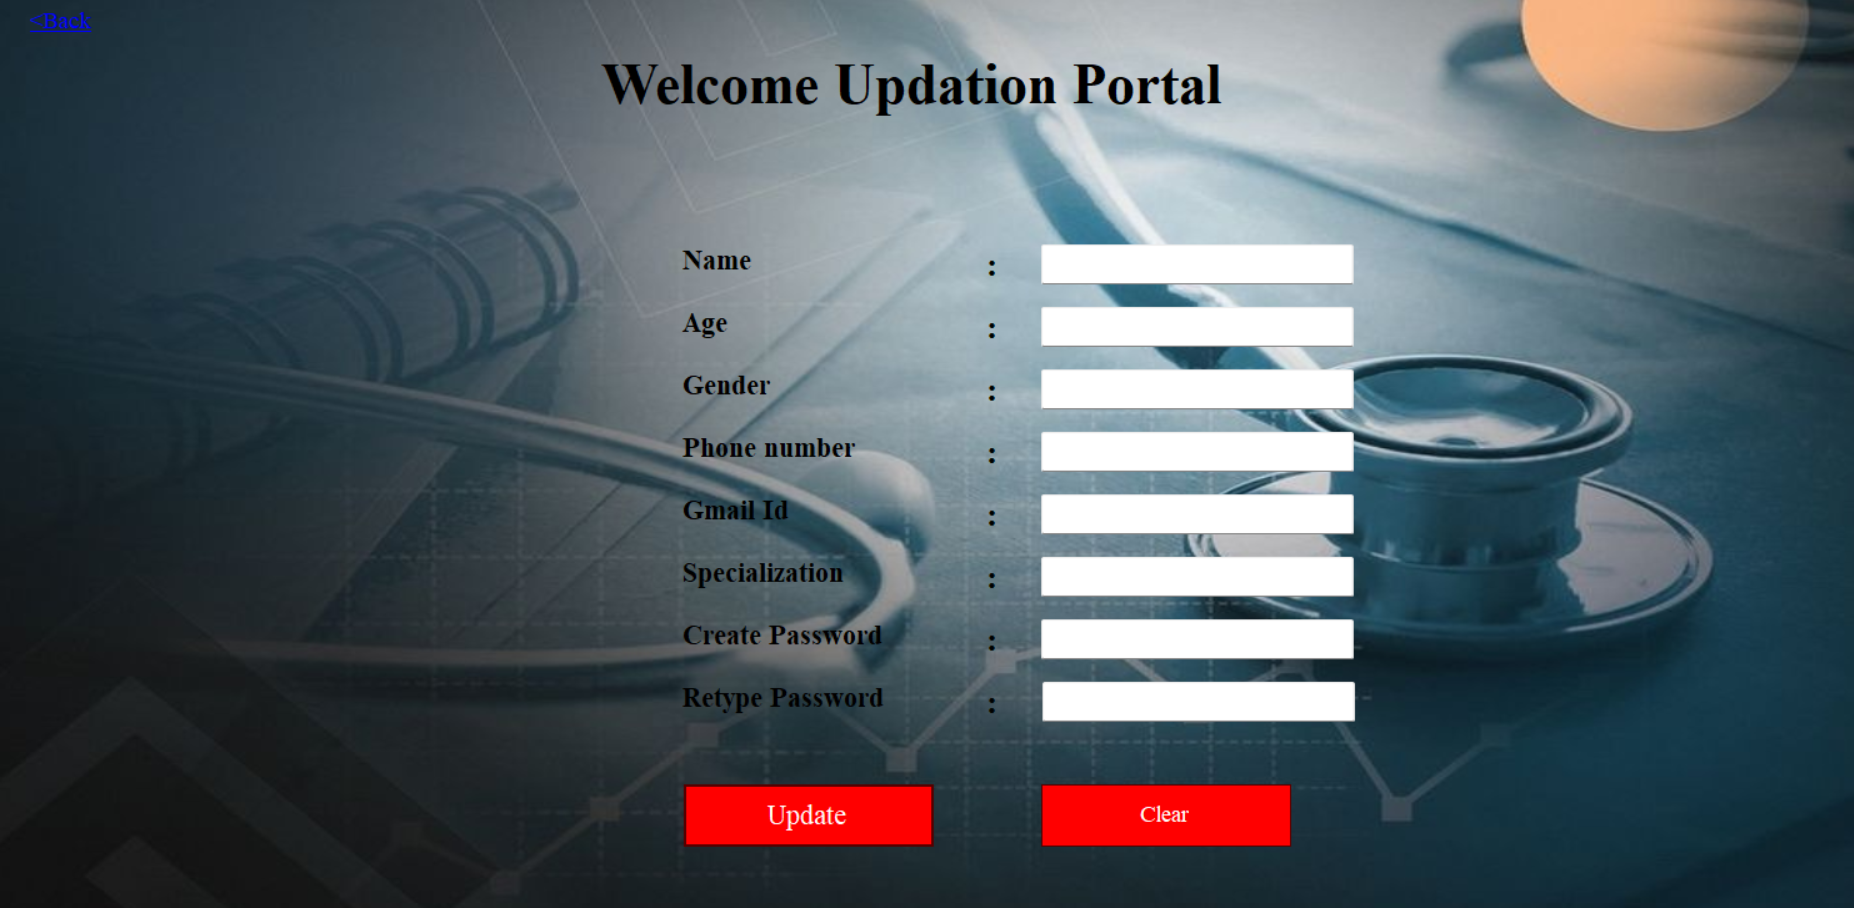 <Back
Welcome Updation Portal
Name :
Age :
Gender :
Phone number :
Gmail Id :
Specialization :
Create Password :
Retype Password :
Update Clear